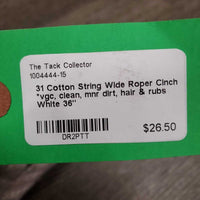 The Tack Collector
1004444-15
31 Cotton String Wide Roper Cinch
*vgc, clean, mnr dirt, hair & rubs
White 36"
DR2PTT
$26.50